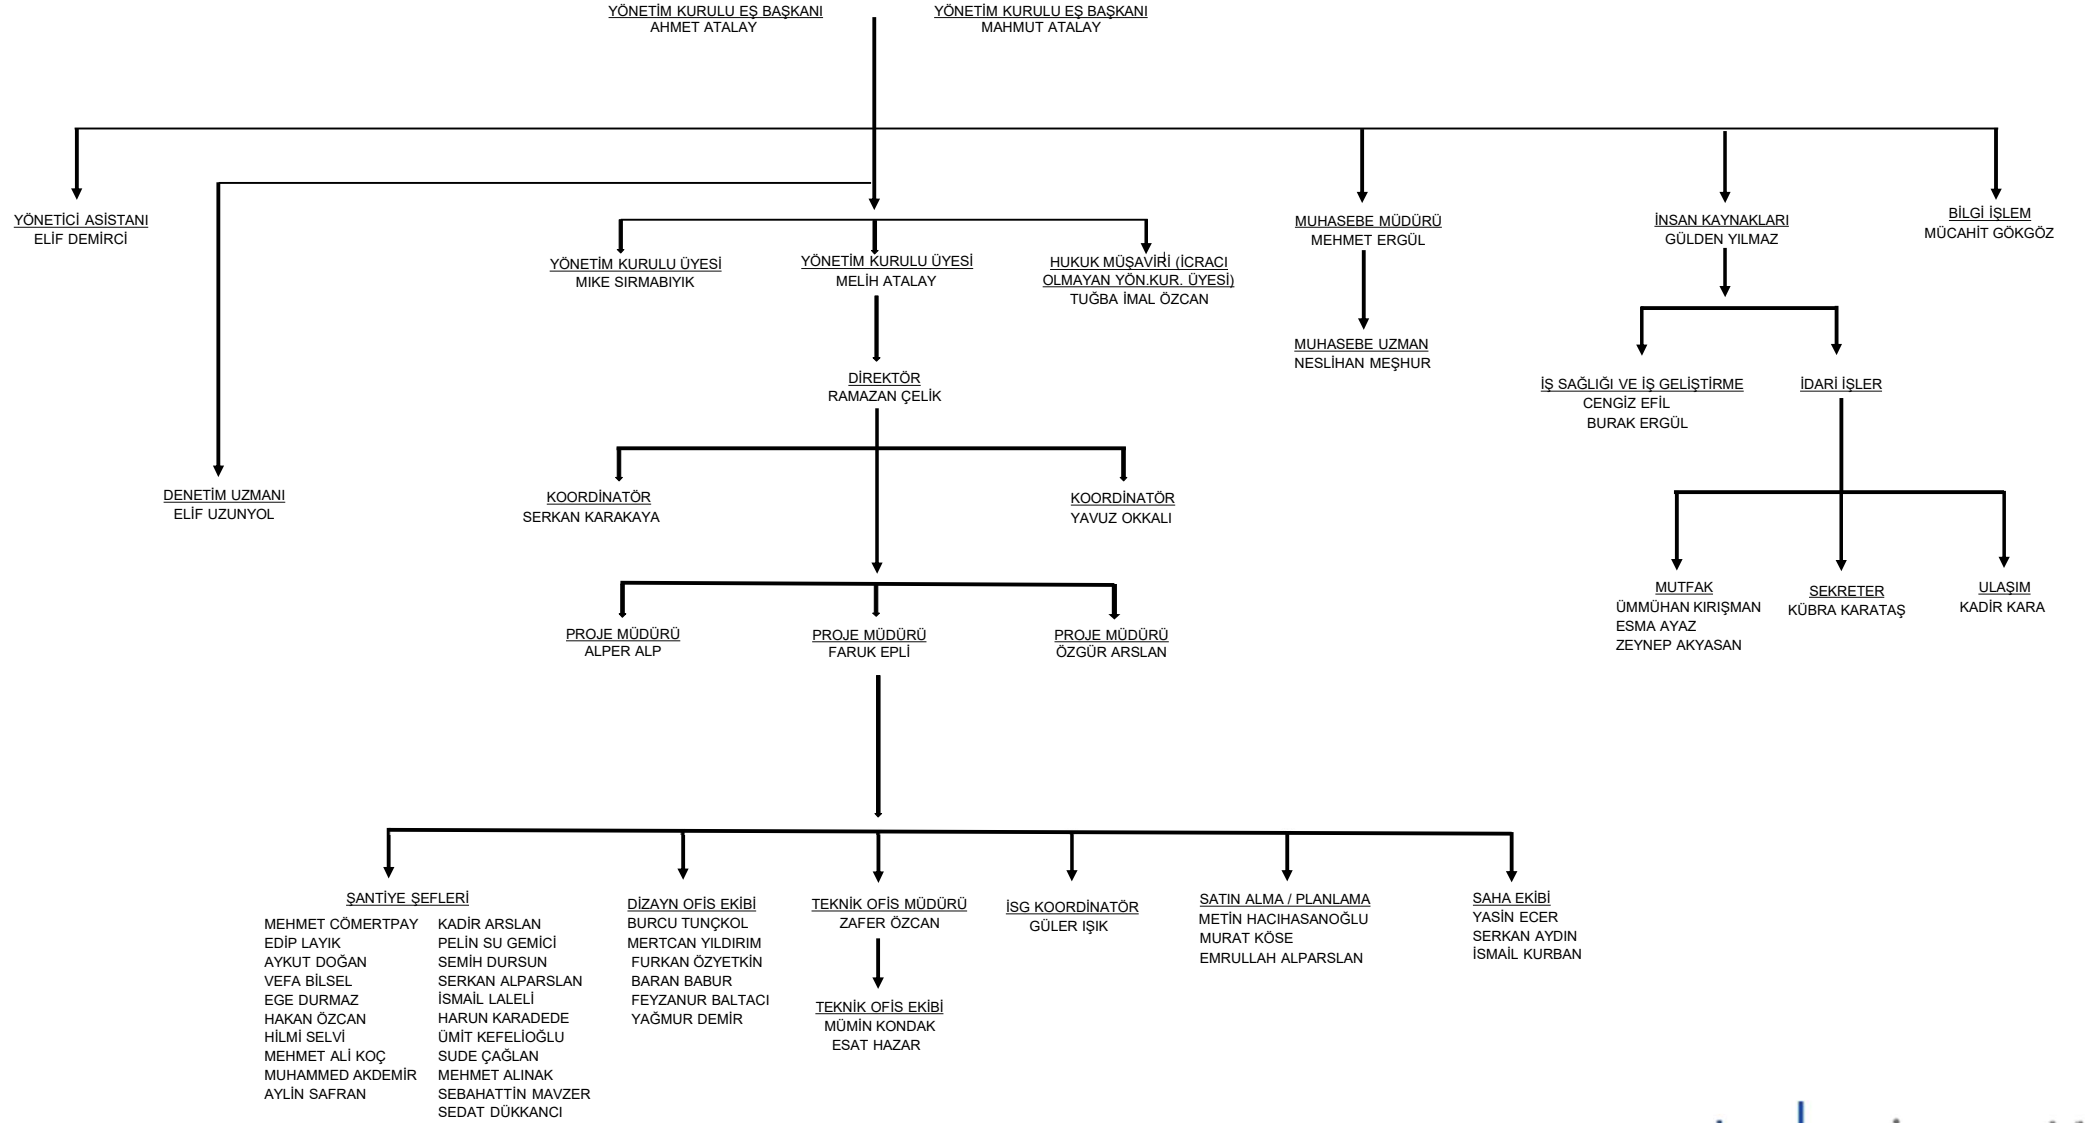 YÖNETİM KURULU EŞ BAŞKANI
AHMET ATALAY
YÖNETİM KURULU EŞ BAŞKANI
MAHMUT ATALAY
YÖNETİCİ ASİSTANI
ELİF DEMİRCİ
DENETİM UZMANI
ELIF UZUNYOL
YÖNETİM KURULU ÜYESİ
MIKE SIRMABIYIK
YÖNETİM KURULU ÜYESİ
MELİH ATALAY
HUKUK MÜŞAVİRİ (İCRACI
OLMAYAN YÖN.KUR. ÜYESİ)
TUĞBA İMAL ÖZCAN
MUHASEBE MÜDÜRÜ
MEHMET ERGÜL
MUHASEBE UZMAN
NESLİHAN MEŞHUR
İNSAN KAYNAKLARI
GÜLDEN YILMAZ
BİLGİ İŞLEM
MÜCAHİT GÖKGÖZ
İŞ SAĞLIĞI VE İŞ GELİŞTİRME
CENGİZ EFİL
BURAK ERGÜL
İDARİ İŞLER
MUTFAK
ÜMMÜHAN KIRIŞMAN
ESMA AYAZ
ZEYNEP AKYASAN
SEKRETER
KÜBRA KARATAŞ
ULAŞIM
KADİR KARA
DİREKTÖR
RAMAZAN ÇELİK
KOORDİNATÖR
SERKAN KARAKAYA
KOORDİNATÖR
YAVUZ OKKALI
PROJE MÜDÜRÜ
ALPER ALP
PROJE MÜDÜRÜ
FARUK EPLİ
PROJE MÜDÜRÜ
ÖZGÜR ARSLAN
ŞANTİYE ŞEFLERİ
MEHMET CÖMERTPAY
EDİP LAYIK
AYKUT DOĞAN
VEFA BİLSEL
EGE DURMAZ
HAKAN ÖZCAN
HİLMİ SELVİ
MEHMET ALİ KOÇ
MUHAMMED AKDEMİR
AYLİN SAFRAN
KADİR ARSLAN
PELİN SU GEMİCİ
SEMİH DURSUN
SERKAN ALPARSLAN
İSMAİL LALELİ
HARUN KARADEDE
ÜMİT KEFELİOĞLU
SUDE ÇAĞLAN
MEHMET ALINAK
SEBAHATTİN MAVZER
SEDAT DÜKKANCI
DİZAYN OFİS EKİBİ
BURCU TUNÇKOL
MERTCAN YILDIRIM
FURKAN ÖZYETKİN
BARAN BABUR
FEYZANUR BALTACI
YAĞMUR DEMİR
TEKNİK OFİS MÜDÜRÜ
ZAFER ÖZCAN
TEKNİK OFİS EKİBİ
MÜMİN KONDAK
ESAT HAZAR
İSG KOORDİNATÖR
GÜLER IŞIK
SATIN ALMA / PLANLAMA
METİN HACIHASANOĞLU
MURAT KÖSE
EMRULLAH ALPARSLAN
SAHA EKİBİ
YASİN ECER
SERKAN AYDIN
İSMAİL KURBAN